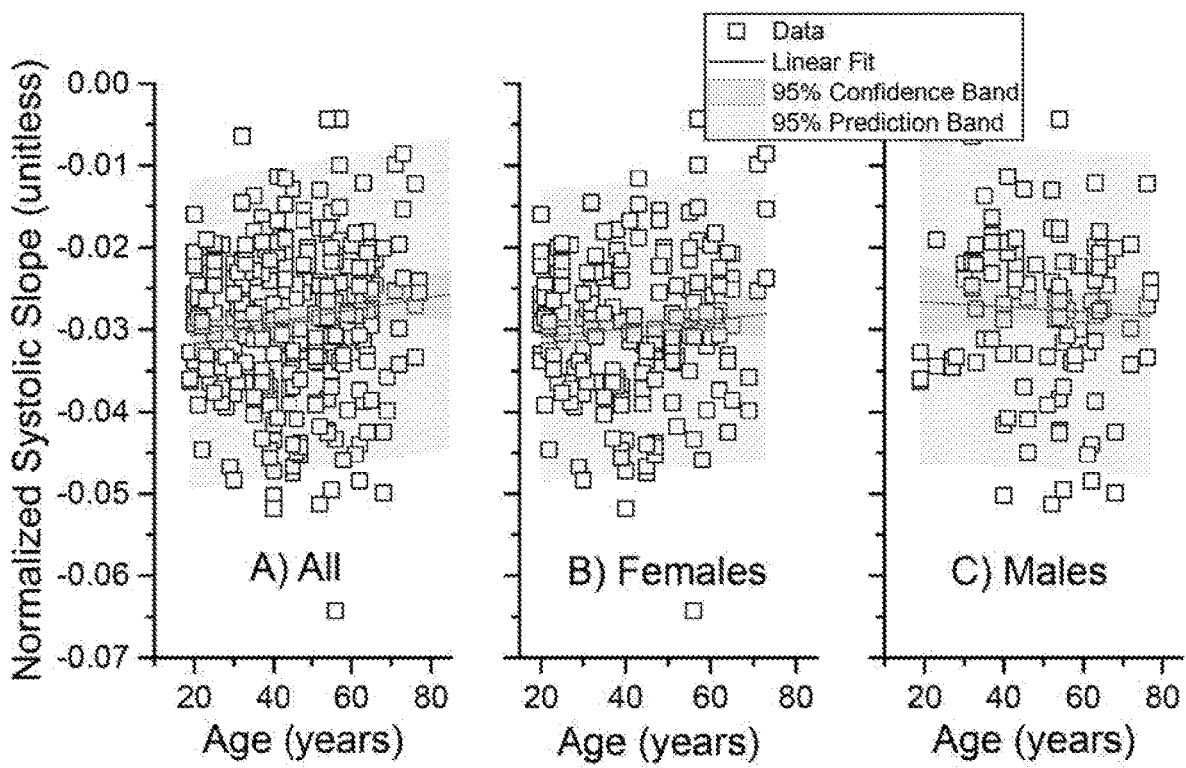 Data
Linear Fit
95% Confidence Band
95% Prediction Band
Normalized Systolic Slope (unitless)
0.00
-0.01
-0.02
-0.03
-0.04
-0.05
-0.06
-0.07
A) All
B) Females
C) Males
20 40 60 80
20 40 60 80
20 40 60 80
Age (years)
Age (years)
Age (years)